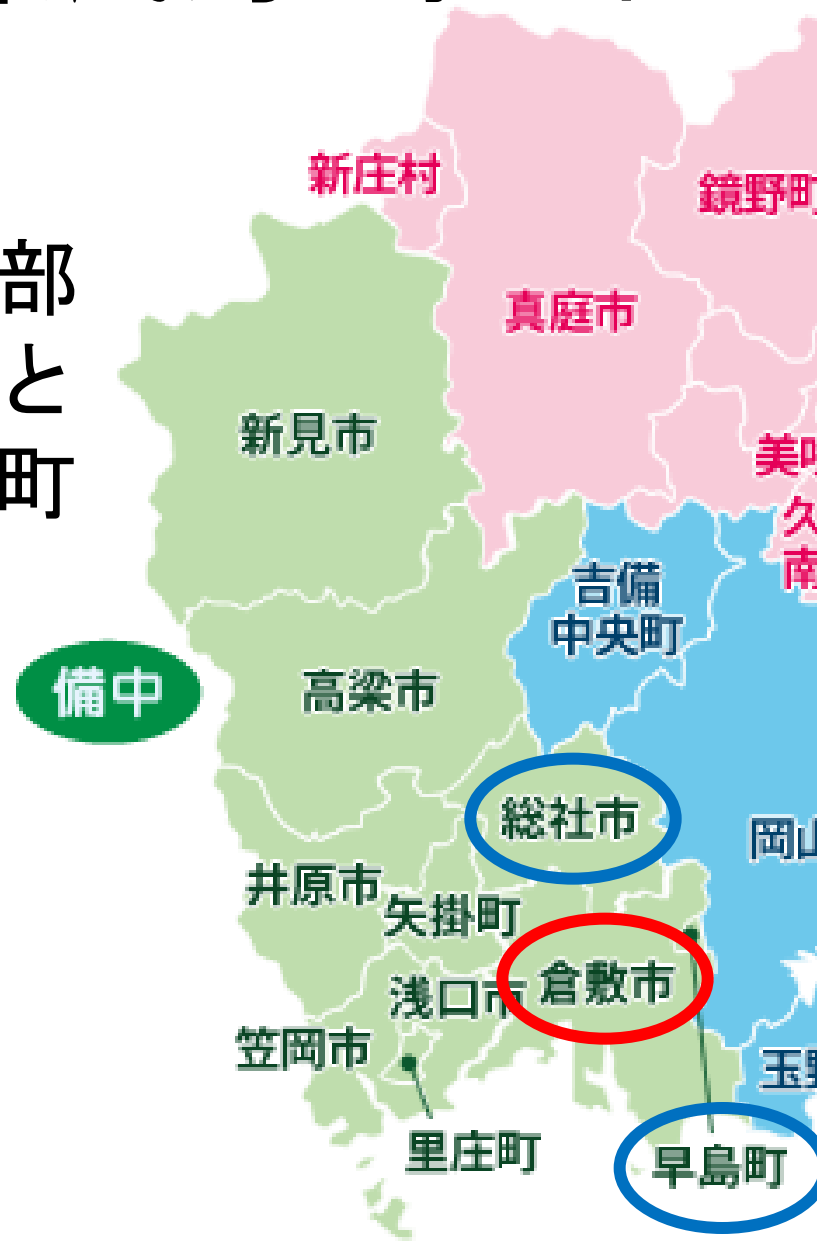 新庄村
鏡野町
部
真庭市
と
新見市
町
美
久
南
吉備
中央町
備中
高梁市
総社市
岡山
井原市
矢掛町
倉敷市
浅口市
笠岡市
玉野
里庄町
早島町